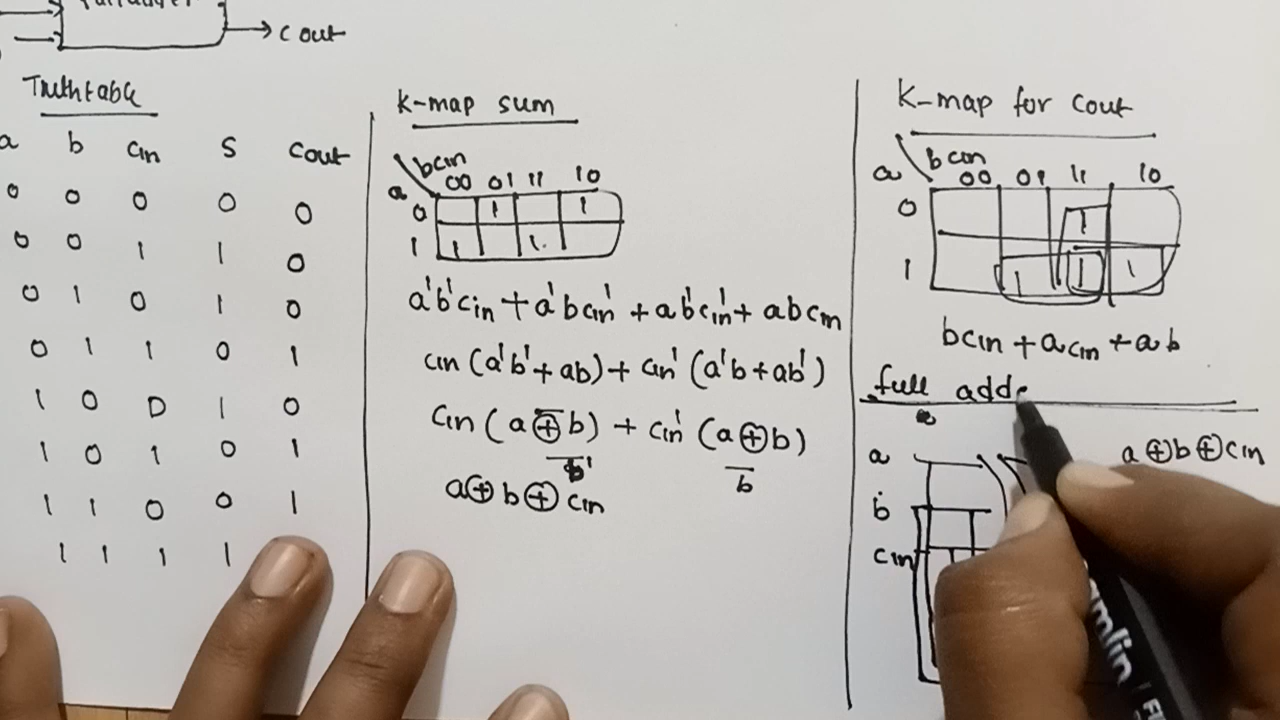 cout
Truthtable
a b cin s cout
0 0 0 0 0
0 0 1 1 0
0 1 0 1 0
0 1 1 0 1
1 0 0 1 0
1 0 1 0 1
1 1 0 0 1
1 1 1 1
k-map sum
bcin
a 00 01 11 10
0 1 1
1 1 1
a'b'cin + a'bcin' + ab'cin' + abcin
cin (a'b' + ab) + cin' (a'b + ab')
cin (a ⊕̅ b) + cin' (a ⊕ b)
b' b
a ⊕ b ⊕ cin
K-map for cout
bcin
a 00 01 11 10
0 1
1 1 1 1
bcin + acin + ab
full adde
a a ⊕ b ⊕ cin
b
cin